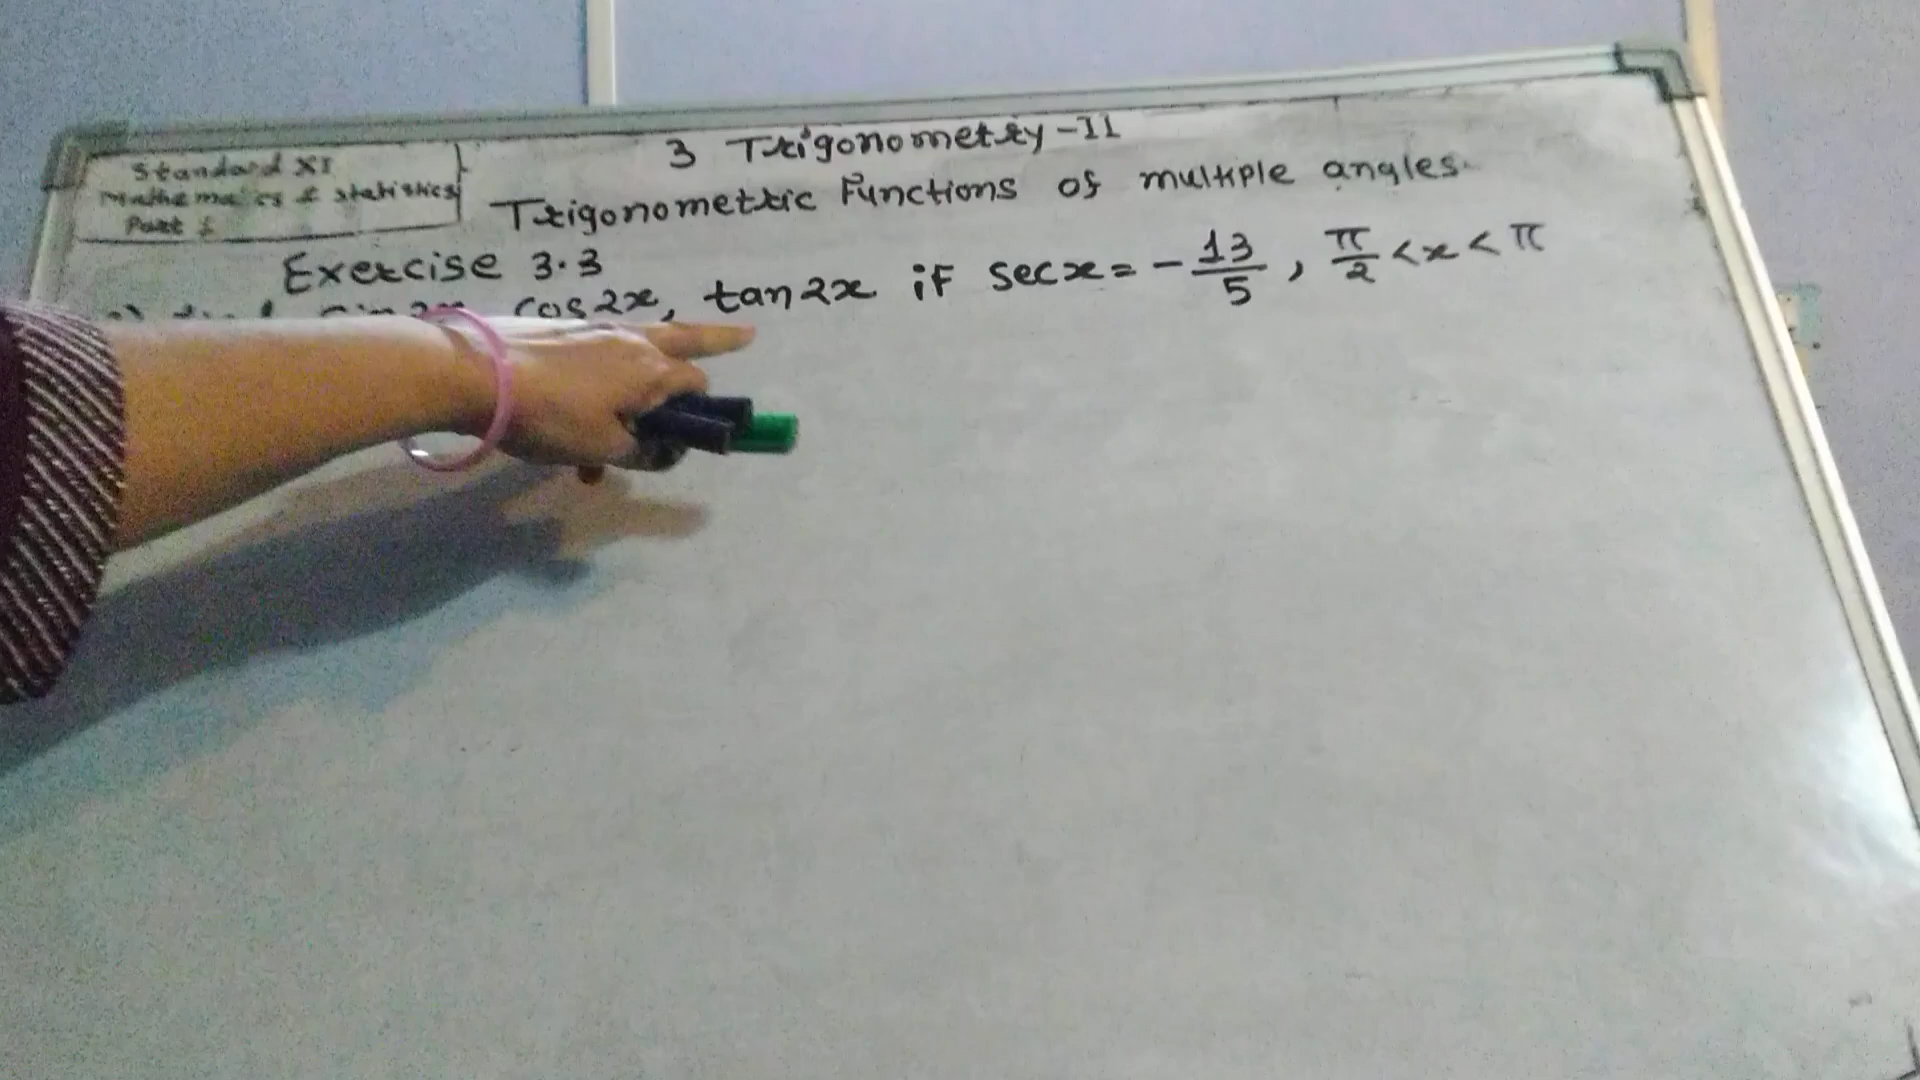 Standard XI
Mathematics & statistics
Part I
3 Trigonometry-II
Trigonometric Functions of multiple angles.
Exercise 3.3
cos2x, tan2x if secx = -13/5, π/2 < x < π